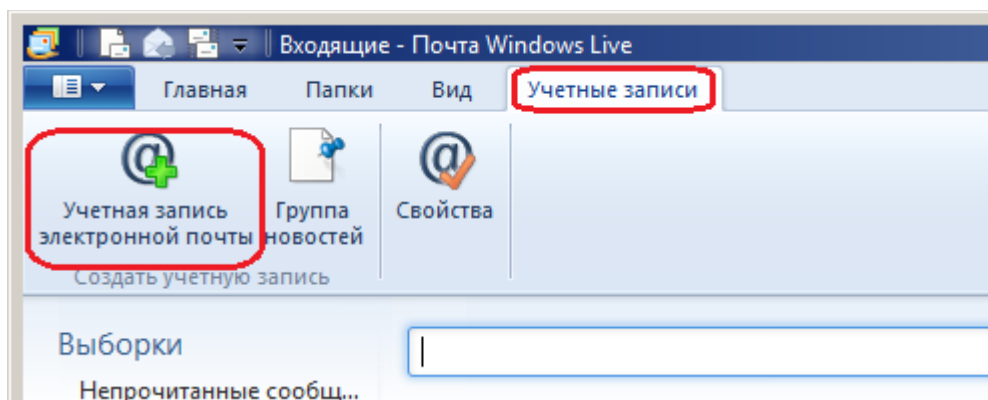 Входящие - Почта Windows Live
Главная Папки Вид Учетные записи
Учетная запись
электронной почты
Группа
новостей
Свойства
Создать учетную запись
Выборки
Непрочитанные сообщ...